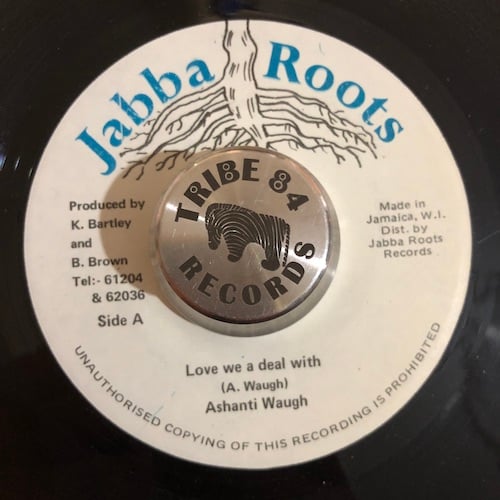 Jabba Roots
Produced by
K. Bartley
and
B. Brown
Tel:- 61204
& 62036
Side A
Made in
Jamaica, W.I.
Dist. by
Jabba Roots
Records
TRIBE 84
RECORDS
Love we a deal with
(A. Waugh)
Ashanti Waugh
UNAUTHORISED COPYING OF THIS RECORDING IS PROHIBITED